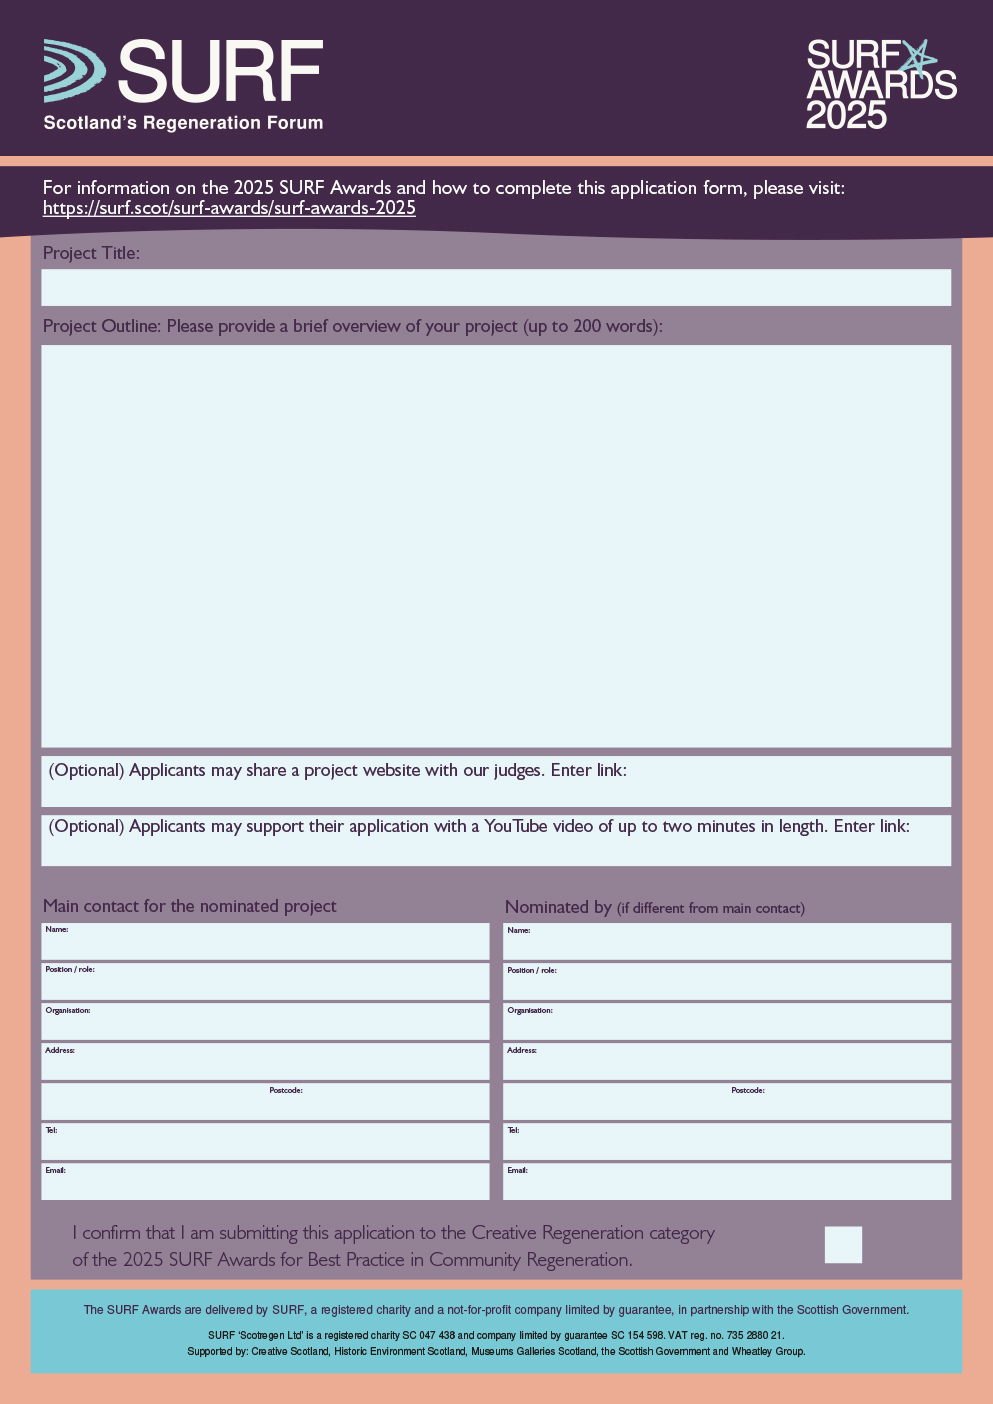 SURF
Scotland's Regeneration Forum
SURF
AWARDS
2025
For information on the 2025 SURF Awards and how to complete this application form, please visit:
https://surf.scot/surf-awards/surf-awards-2025
Project Title:
Project Outline: Please provide a brief overview of your project (up to 200 words):
(Optional) Applicants may share a project website with our judges. Enter link:
(Optional) Applicants may support their application with a YouTube video of up to two minutes in length. Enter link:
Main contact for the nominated project
Name:
Position / role:
Organisation:
Address:
Postcode:
Tel:
Email:
Nominated by (if different from main contact)
Name:
Position / role:
Organisation:
Address:
Postcode:
Tel:
Email:
I confirm that I am submitting this application to the Creative Regeneration category
of the 2025 SURF Awards for Best Practice in Community Regeneration.
The SURF Awards are delivered by SURF, a registered charity and a not-for-profit company limited by guarantee, in partnership with the Scottish Government.
SURF 'Scotregen Ltd' is a registered charity SC 047 438 and company limited by guarantee SC 154 598. VAT reg. no. 735 2880 21.
Supported by: Creative Scotland, Historic Environment Scotland, Museums Galleries Scotland, the Scottish Government and Wheatley Group.